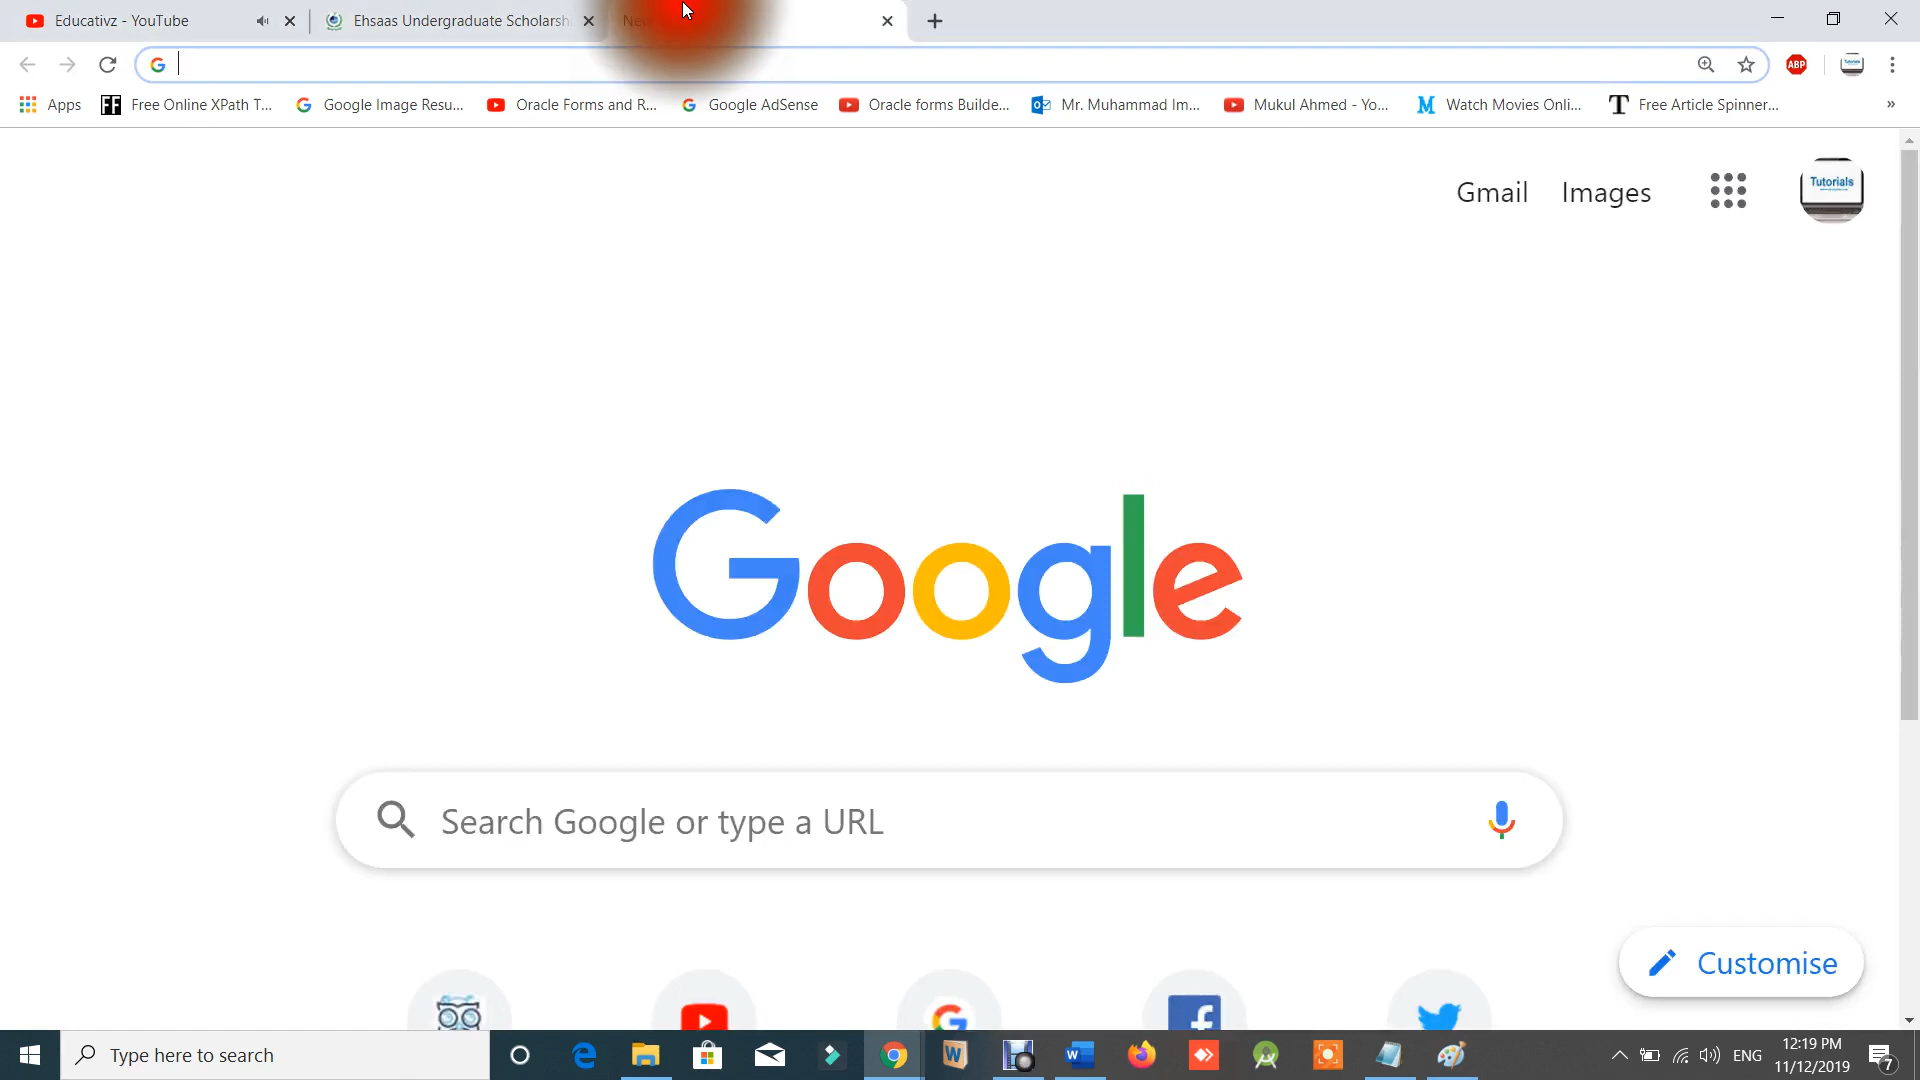 Educativz - YouTube
Ehsaas Undergraduate Scholarsh
Apps
Free Online XPath T...
Google Image Resu...
Oracle Forms and R...
Google AdSense
Oracle forms Builde...
Mr. Muhammad Im...
Mukul Ahmed - Yo...
Watch Movies Onli...
Free Article Spinner...
»
ABP
Gmail
Images
Tutorials
Google
Search Google or type a URL
Customise
Type here to search
ENG
12:19 PM
11/12/2019
7